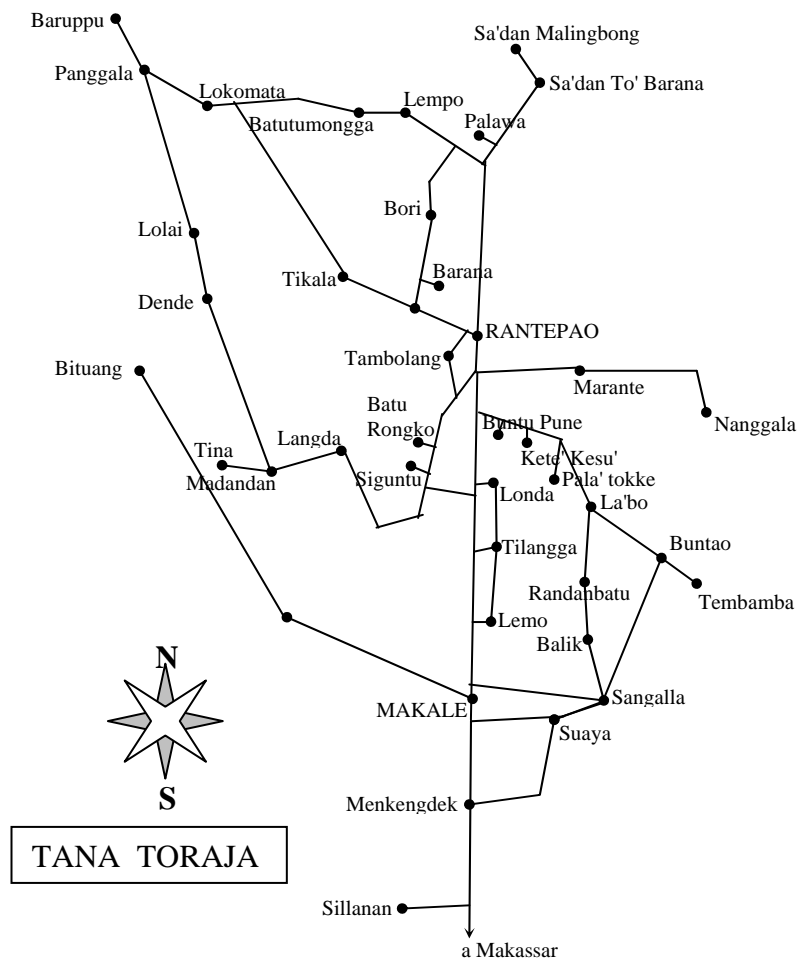 Baruppu
Sa'dan Malingbong
Panggala
Sa'dan To' Barana
Lokomata
Lempo
Batutumongga
Palawa
Bori
Lolai
Barana
Tikala
Dende
RANTEPAO
Tambolang
Bituang
Marante
Batu
Rongko
Nanggala
Buntu Pune
Langda
Tina
Kete' Kesu'
Madandan
Siguntu
Pala' tokke
Londa
La'bo
Tilangga
Buntao
Randanbatu
Tembamba
Lemo
Balik
N
Sangalla
MAKALE
Suaya
S
Menkengdek
TANA TORAJA
Sillanan
a Makassar